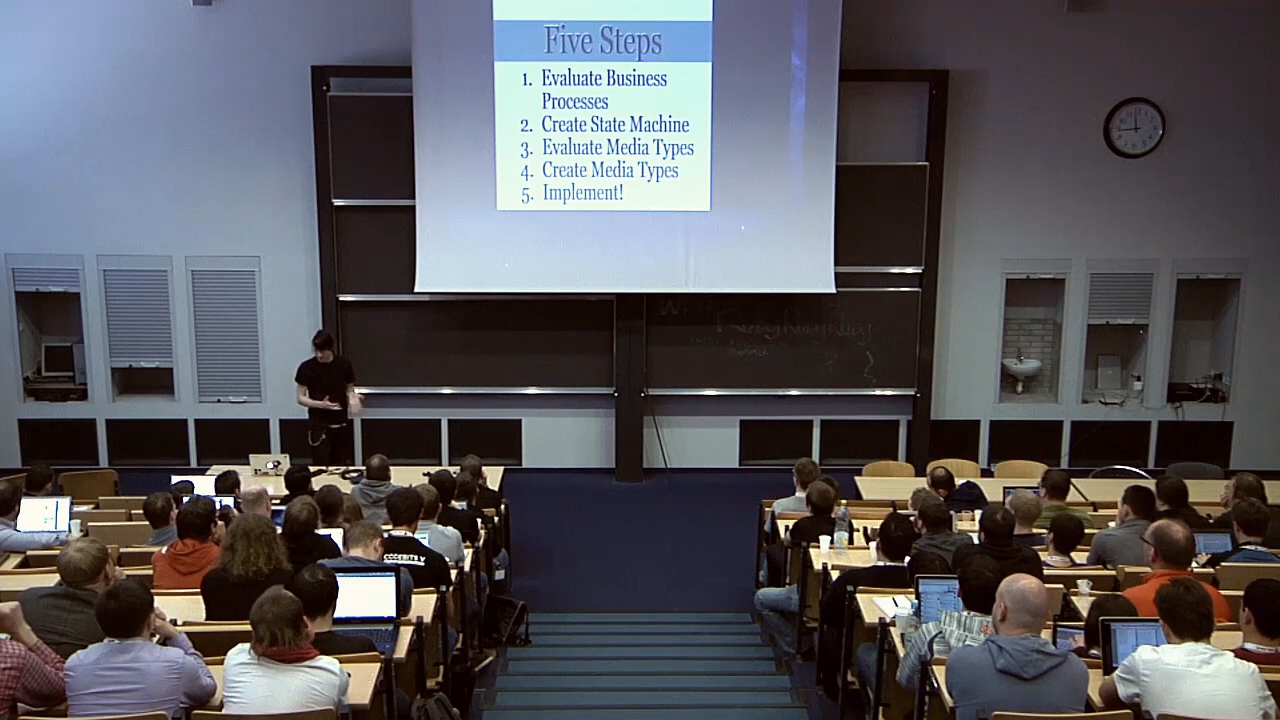 Five Steps
1. Evaluate Business
Processes
2. Create State Machine
3. Evaluate Media Types
4. Create Media Types
5. Implement!